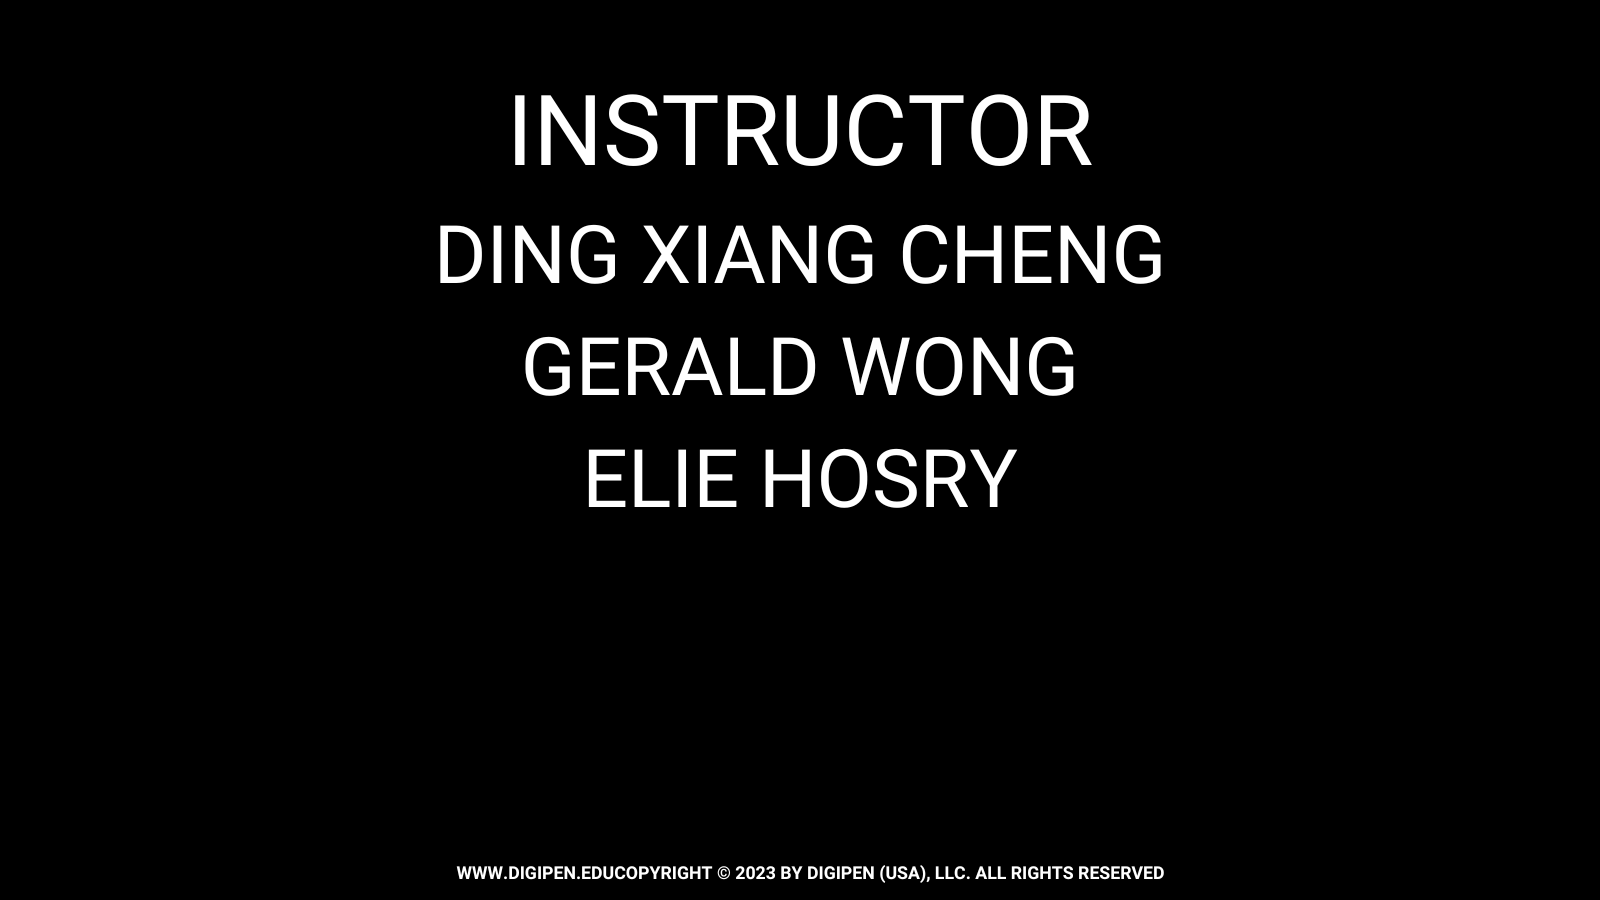 INSTRUCTOR
DING XIANG CHENG
GERALD WONG
ELIE HOSRY
WWW.DIGIPEN.EDUCOPYRIGHT © 2023 BY DIGIPEN (USA), LLC. ALL RIGHTS RESERVED